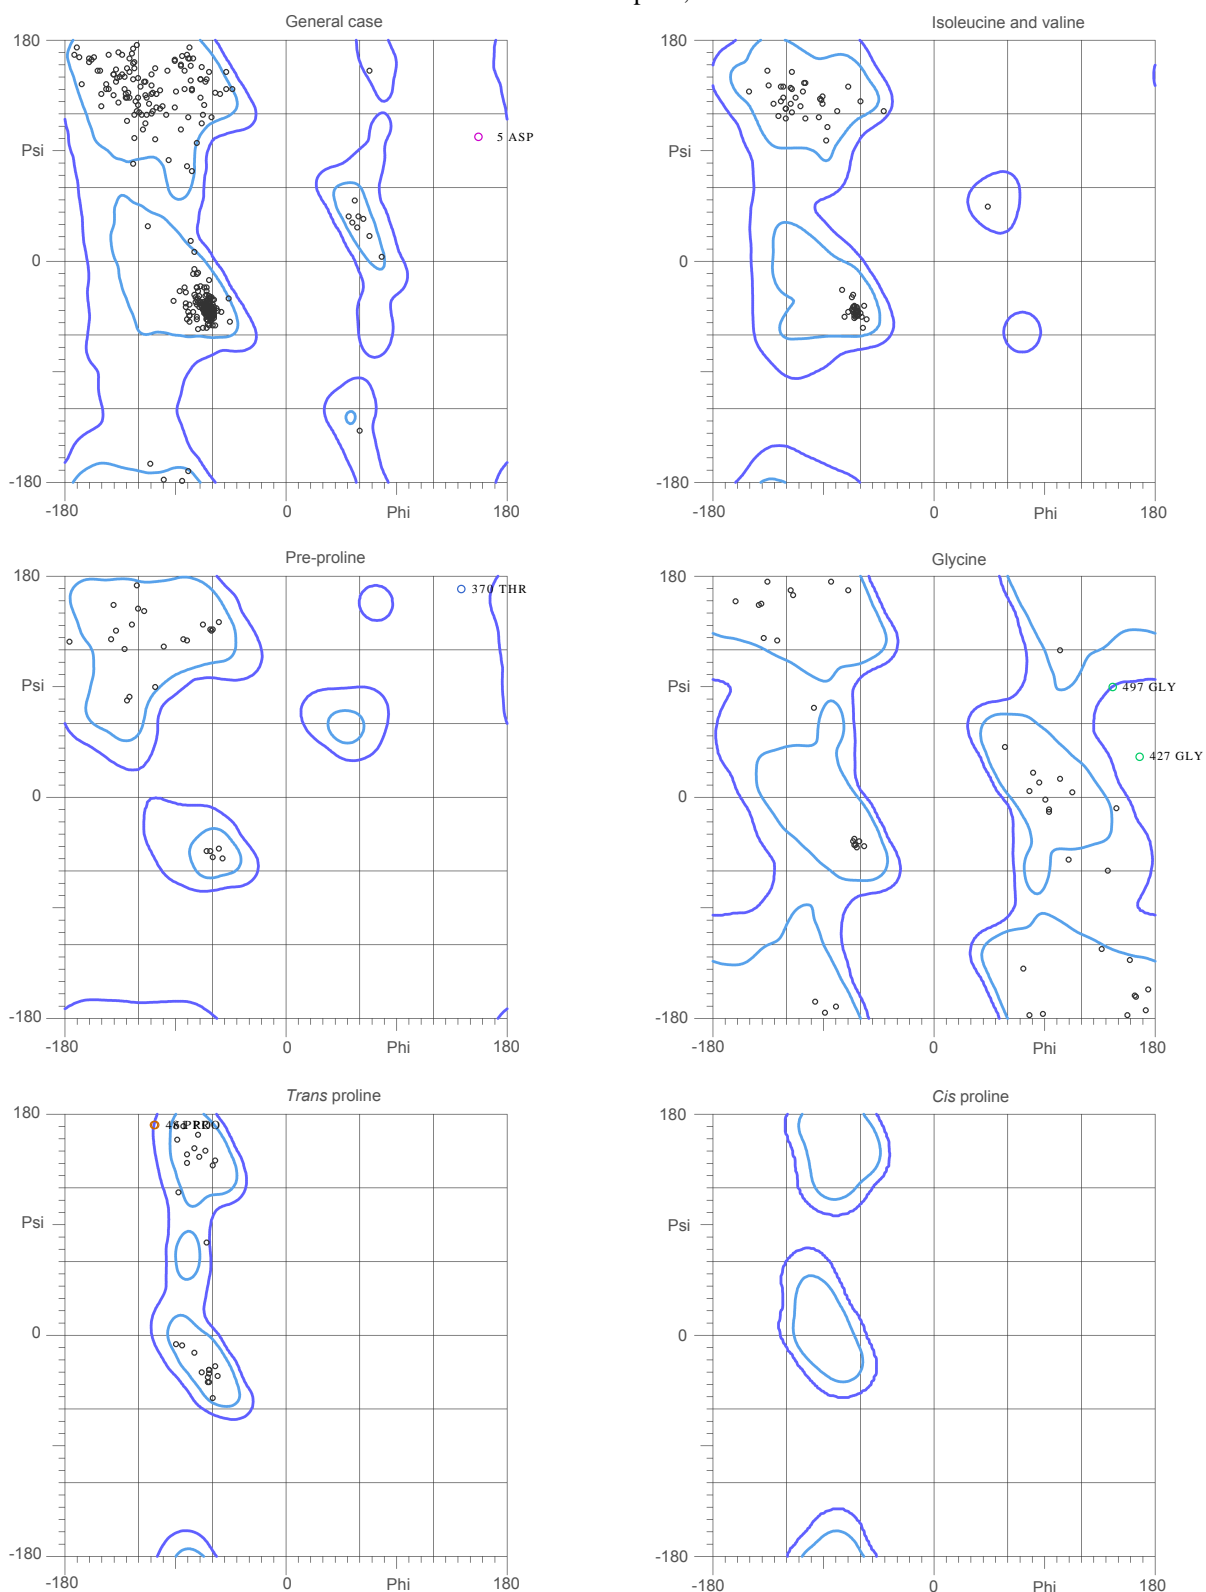 General case
Isoleucine and valine
180
Psi
0
-180
-180
0
Phi
180
5 ASP
180
Psi
0
-180
-180
0
Phi
180
Pre-proline
Glycine
180
Psi
0
-180
-180
0
Phi
180
370 THR
180
Psi
0
-180
-180
0
Phi
180
497 GLY
427 GLY
Trans proline
Cis proline
180
Psi
0
-180
-180
0
Phi
180
180
Psi
0
-180
-180
0
Phi
180